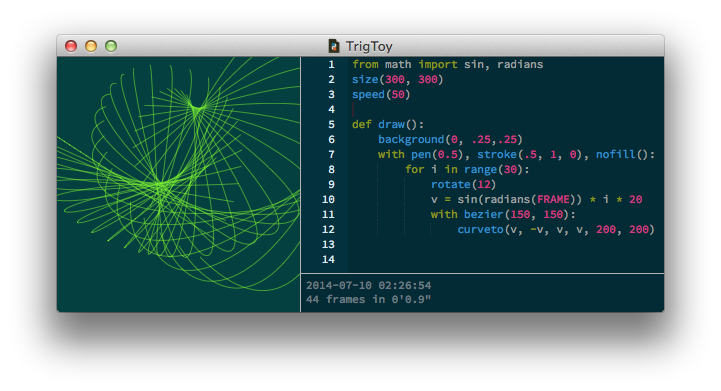 TrigToy
1 from math import sin, radians
2 size(300, 300)
3 speed(50)
4
5 def draw():
6 background(0, .25,.25)
7 with pen(0.5), stroke(.5, 1, 0), nofill():
8 for i in range(30):
9 rotate(12)
10 v = sin(radians(FRAME)) * i * 20
11 with bezier(150, 150):
12 curveto(v, -v, v, v, 200, 200)
13
14
2014-07-10 02:26:54
44 frames in 0'0.9"